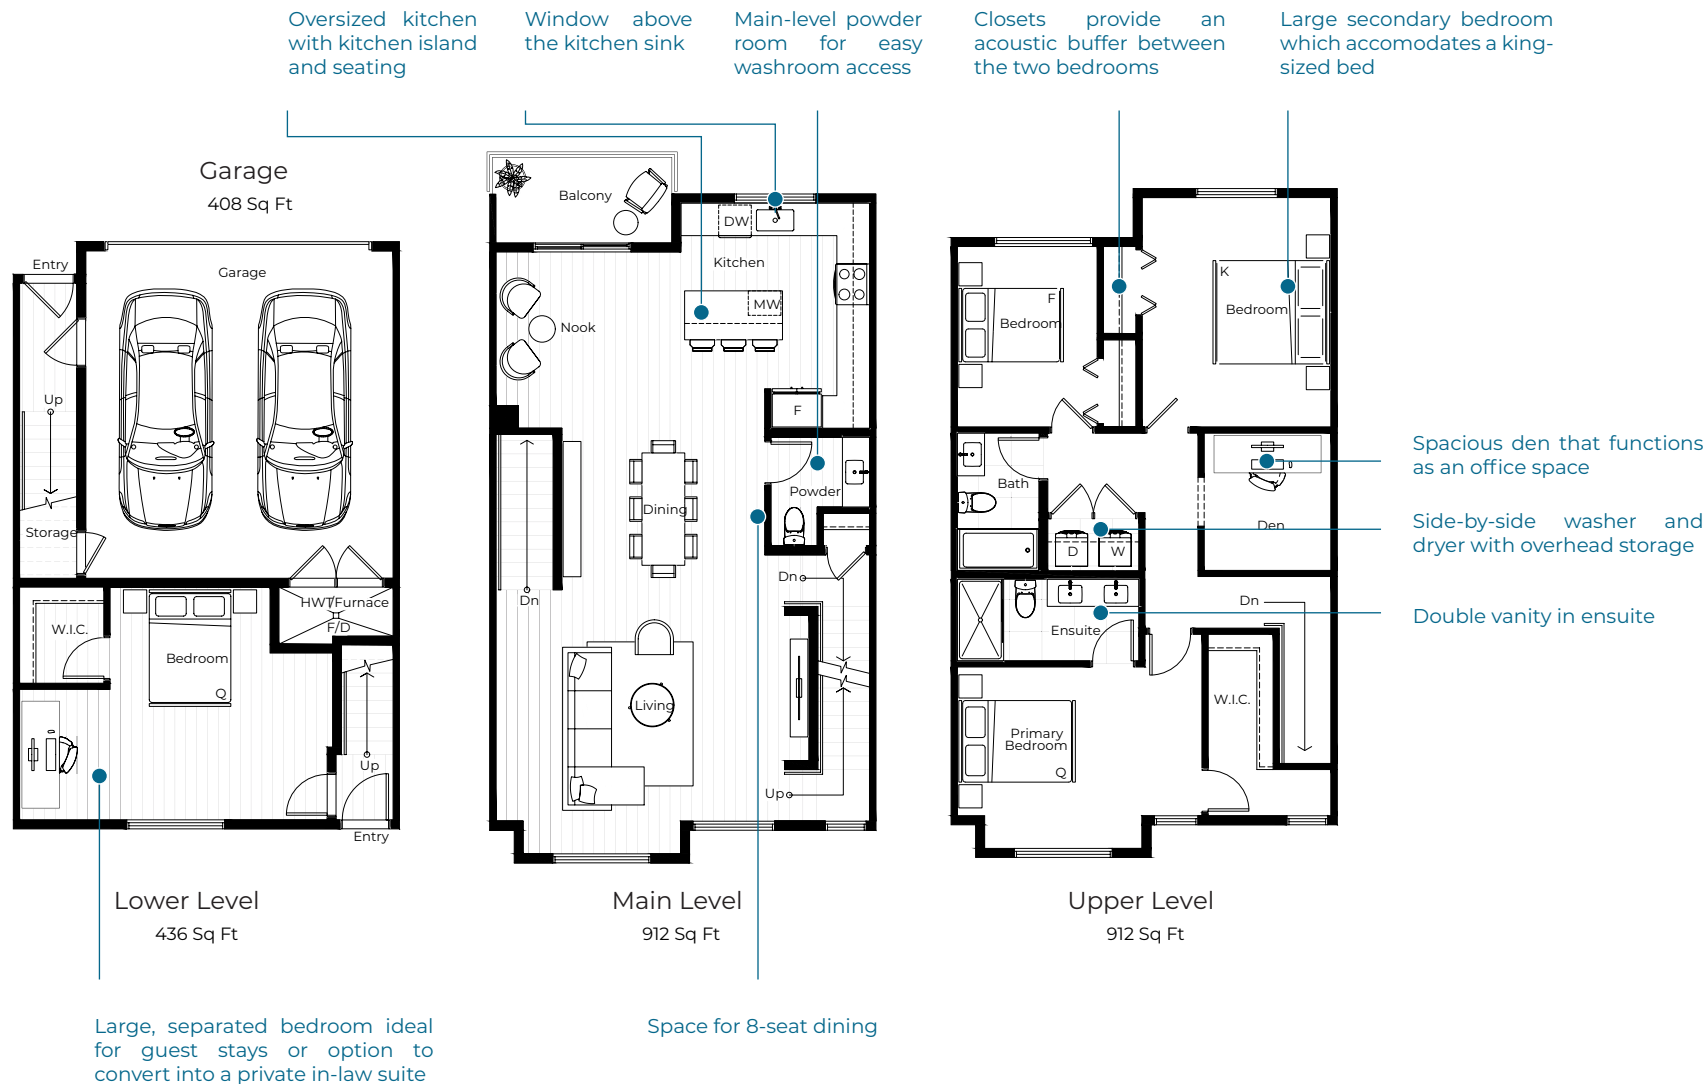 Oversized kitchen
with kitchen island
and seating
Window above
the kitchen sink
Main-level powder
room for easy
washroom access
Closets provide an
acoustic buffer between
the two bedrooms
Large secondary bedroom
which accomodates a king-
sized bed
Garage
408 Sq Ft
Entry
Garage
Up
Storage
HWT/Furnace
F/D
W.I.C.
Bedroom
Q
Up
Entry
Lower Level
436 Sq Ft
Large, separated bedroom ideal
for guest stays or option to
convert into a private in-law suite
Balcony
DW
Kitchen
MW
Nook
F
Dining
Powder
Dn
Dn
Living
Up
Main Level
912 Sq Ft
Space for 8-seat dining
K
Bedroom
F
Bedroom
Bath
Den
D
W
Dn
Ensuite
W.I.C.
Primary
Bedroom
Q
Upper Level
912 Sq Ft
Spacious den that functions
as an office space
Side-by-side washer and
dryer with overhead storage
Double vanity in ensuite